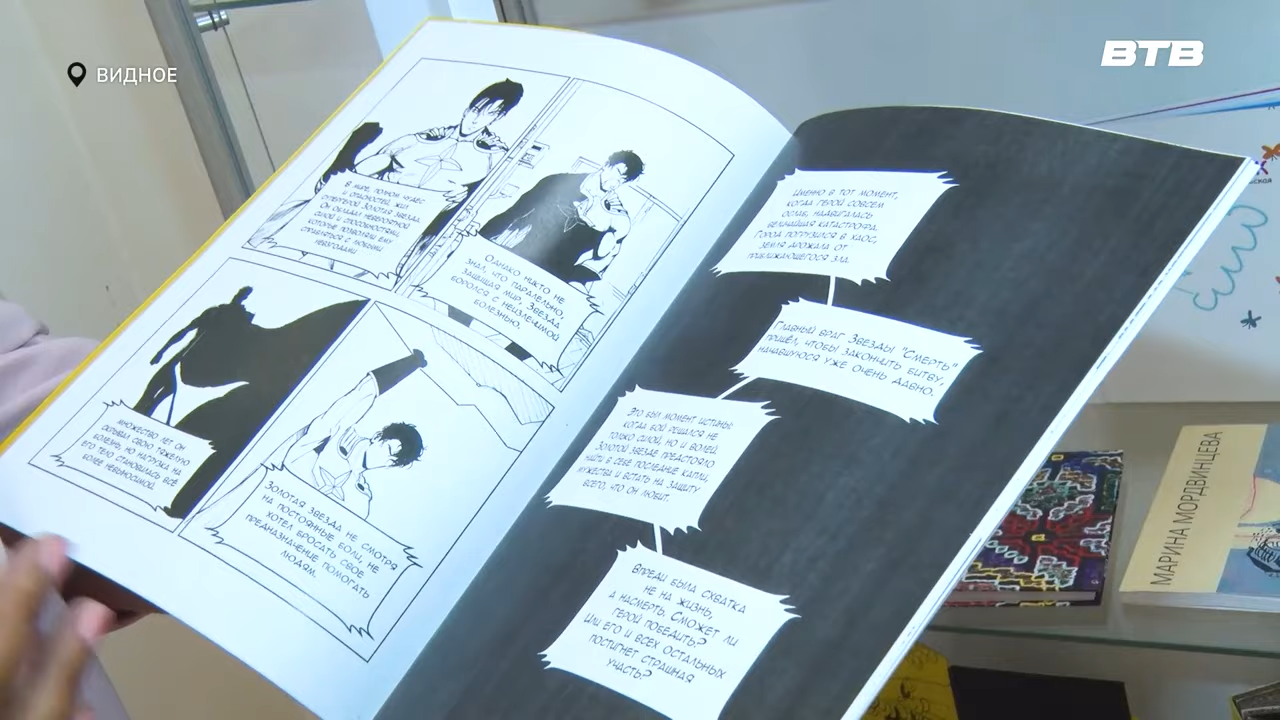 ВИДНОЕ
ВТВ
В МИРЕ, ПОЛНОМ ЧУДЕС
И ОПАСНОСТЕЙ, ЖИЛ
СУПЕРГЕРОЙ ЗОЛОТАЯ ЗВЕЗДА.
ОН ОБЛАДАЛ НЕВЕРОЯТНОЙ
СИЛОЙ И СПОСОБНОСТЯМИ,
КОТОРЫЕ ПОЗВОЛЯЛИ ЕМУ
СПРАВЛЯТЬСЯ С ЛЮБЫМИ
НЕВЗГОДАМИ
ОДНАКО НИКТО НЕ
ЗНАЛ, ЧТО ПАРАЛЕЛЬНО,
ЗАЩИЩАЯ МИР, ЗВЕЗДА
БОРОЛСЯ С НЕИЗЛЕЧИМОЙ
БОЛЕЗНЬЮ.
МНОЖЕСТВО ЛЕТ ОН
СКРЫВАЛ СВОЮ ТЯЖЕЛУЮ
БОЛЕЗНЬ, НО НАГРУЗКА НА
ЕГО ТЕЛО СТАНОВИЛАСЬ ВСЁ
БОЛЕЕ НЕВЫНОСИМОЙ.
ЗОЛОТАЯ ЗВЕЗДА НЕ СМОТРЯ
НА ПОСТОЯННЫЕ БОЛИ, НЕ
ХОТЕЛ БРОСАТЬ СВОЕ
ПРЕДНАЗНАЧЕНИЕ ПОМОГАТЬ
ЛЮДЯМ.
ИМЕННО В ТОТ МОМЕНТ,
КОГДА ГЕРОЙ СОВСЕМ
ОСЛАБ, НАДВИГАЛАСЬ
ВЕЛИЧАЙШАЯ КАТАСТРОФА.
ГОРОД ПОГРУЗИЛСЯ В ХАОС,
ЗЕМЛЯ ДРОЖАЛА ОТ
ПРИБЛИЖАЮЩЕГОСЯ ЗЛА.
ГЛАВНЫЙ ВРАГ ЗВЕЗДЫ "СМЕРТЬ"
ПРИШЁЛ, ЧТОБЫ ЗАКОНЧИТЬ БИТВУ,
НАЧАВШУЮСЯ УЖЕ ОЧЕНЬ ДАВНО.
ЭТО БЫЛ МОМЕНТ ИСТИНЫ,
КОГДА БОЙ РЕШАЛСЯ НЕ
ТОЛЬКО СИЛОЙ, НО И ВОЛЕЙ.
ЗОЛОТОЙ ЗВЕЗДЕ ПРЕДСТОЯЛО
НАЙТИ В СЕБЕ ПОСЛЕДНИЕ КАПЛИ
МУЖЕСТВА И ВСТАТЬ НА ЗАЩИТУ
ВСЕГО, ЧТО ОН ЛЮБИТ.
ВПРЕДИ БЫЛА СХВАТКА
НЕ НА ЖИЗНЬ,
А НАСМЕРТЬ. СМОЖЕТ ЛИ
ГЕРОЙ ПОБЕДИТЬ?
ИЛИ ЕГО И ВСЕХ ОСТАЛЬНЫХ
ПОСТИГНЕТ СТРАШНАЯ
УЧАСТЬ?
МАРИНА МОРДВИНЦЕВА